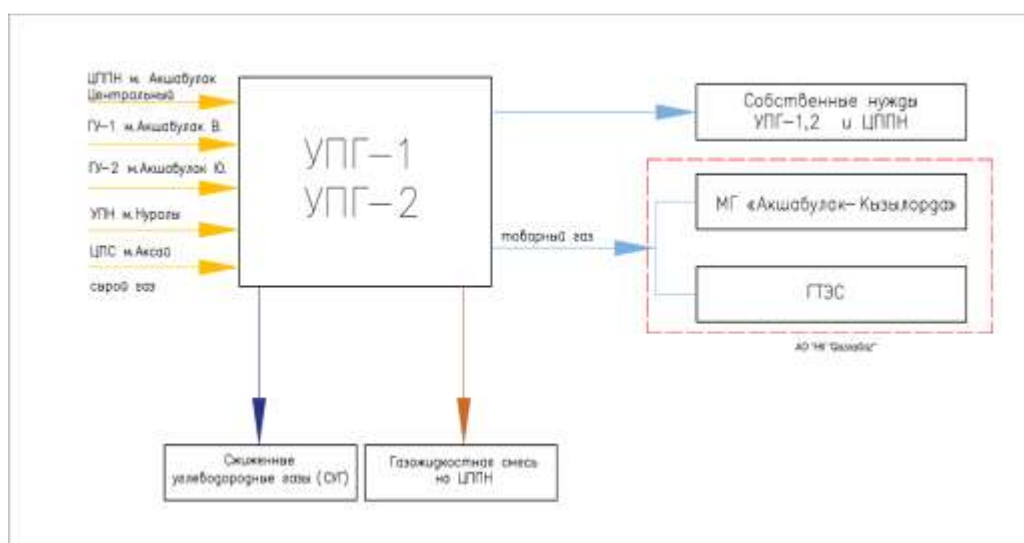 ЦППН м. Акшабулак
Центральный
ГУ-1 м.Акшабулак В.
ГУ-2 м.Акшабулак Ю.
УПН м.Нуралы
ЦПС м.Аксай
сырой газ
УПГ-1
УПГ-2
товарный газ
Собственные нужды
УПГ-1,2 и ЦППН
МГ «Акшабулак-Кызылорда»
ГТЭС
АО "НК
Сжиженные
углеводородные газы (СУГ)
Газожидкостная смесь
на ЦППН